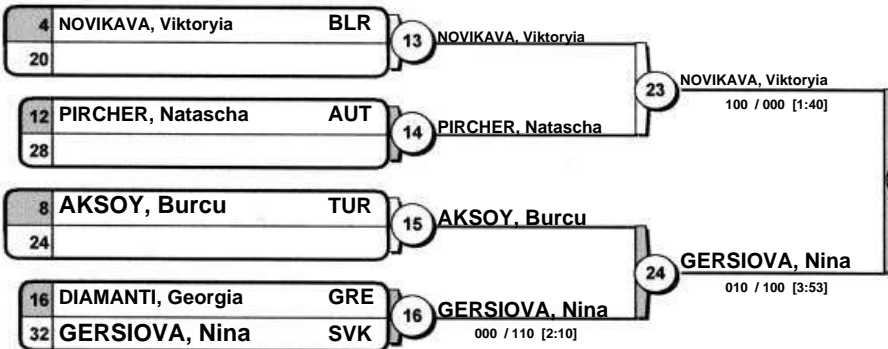 4 NOVIKAVA, Viktoryia BLR
20
13
NOVIKAVA, Viktoryia
12 PIRCHER, Natascha AUT
28
14
PIRCHER, Natascha
23
NOVIKAVA, Viktoryia
100 / 000 [1:40]
8 AKSOY, Burcu TUR
24
15
AKSOY, Burcu
16 DIAMANTI, Georgia GRE
32 GERSIOVA, Nina SVK
16
GERSIOVA, Nina
000 / 110 [2:10]
24
GERSIOVA, Nina
010 / 100 [3:53]